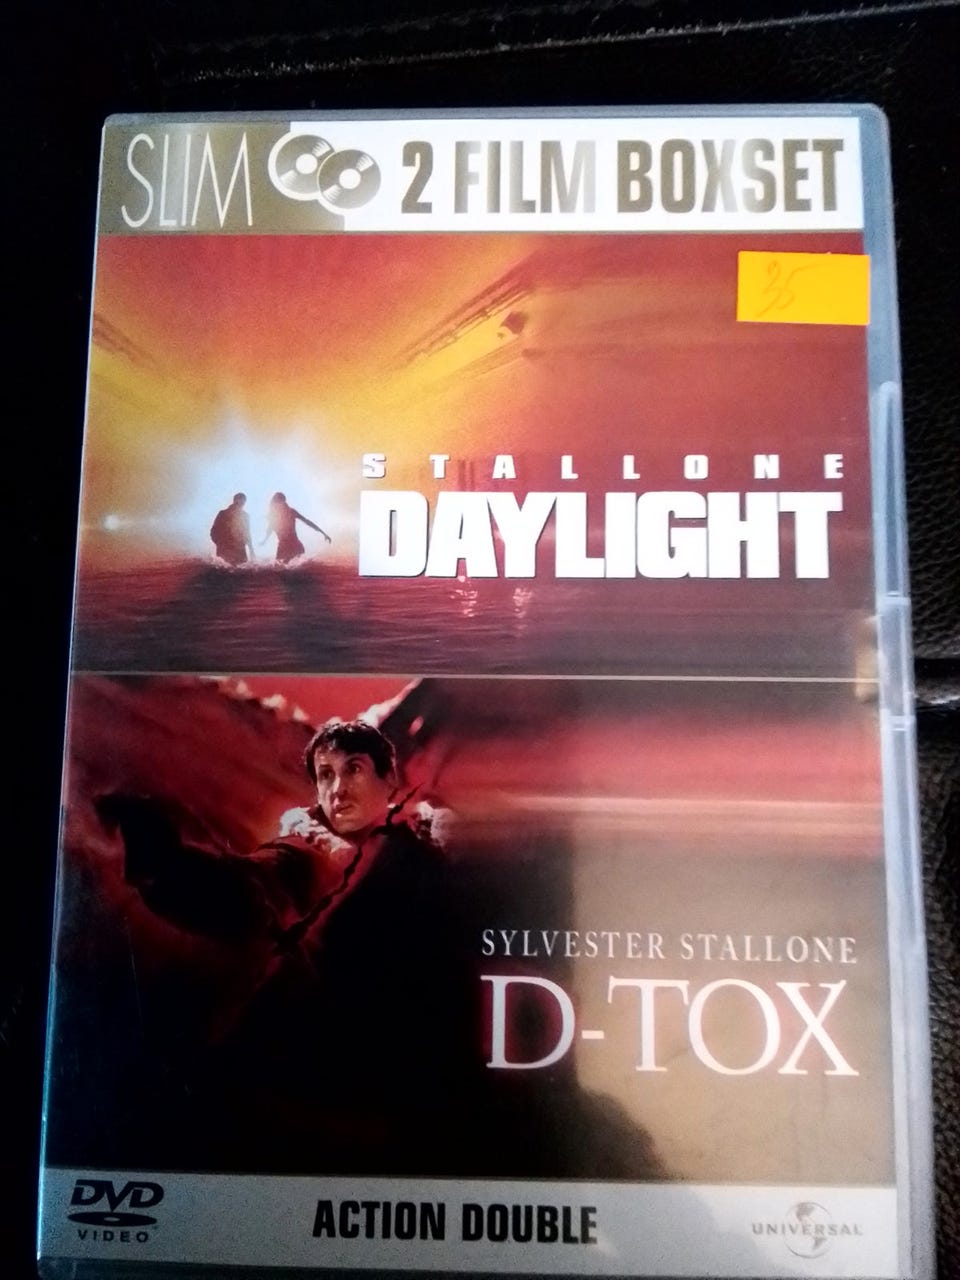 SLIM 2 FILM BOXSET
35
STALLONE
DAYLIGHT
SYLVESTER STALLONE
D-TOX
DVD
VIDEO
ACTION DOUBLE
UNIVERSAL